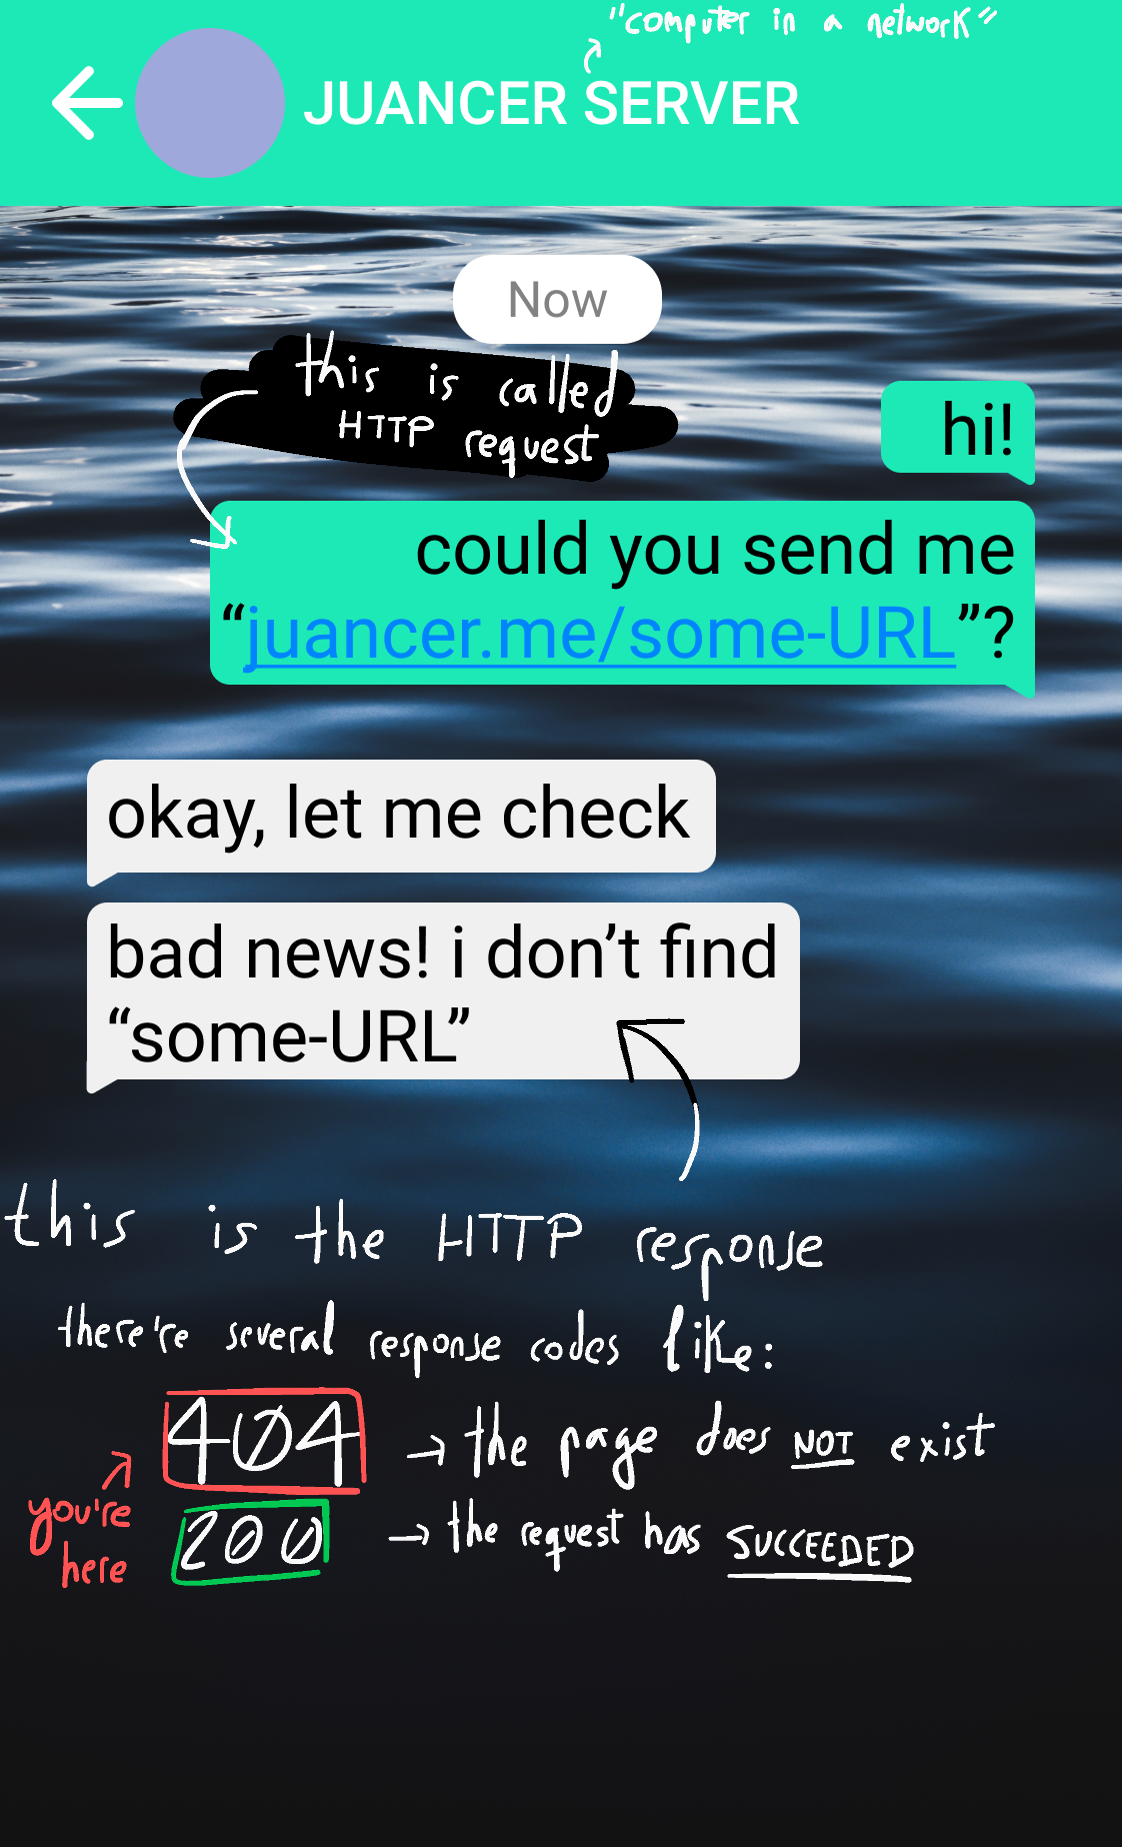 "computer in a network"
JUANCER SERVER
Now
this is called
HTTP request
hi!
could you send me
“juancer.me/some-URL”?
okay, let me check
bad news! i don’t find
“some-URL”
this is the HTTP response
there're several response codes like:
404 → the page does NOT exist
you're
here
200 → the request has SUCCEEDED